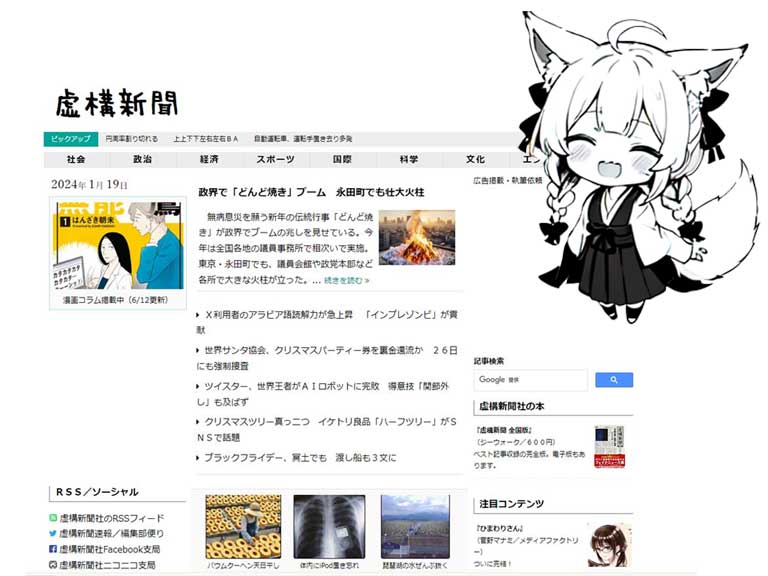 虚構新聞
ピックアップ 円周率割り切れる 上上下下左右左右ＢＡ 自動運転車、運転手置き去り多発
社会 政治 経済 スポーツ 国際 科学 文化 エン
2024年 1月 19日
1 はんざき朝未
カタカタカタ
漫画コラム掲載中（6/12更新）
政界で「どんど焼き」ブーム 永田町でも壮大火柱
無病息災を願う新年の伝統行事「どんど焼
き」が政界でブームの兆しを見せている。今
年は全国各地の議員事務所で相次いで実施。
東京・永田町でも、議員会館や政党本部など
各所で大きな火柱が立った。... 続きを読む »
Ｘ利用者のアラビア語読解力が急上昇 「インプレゾンビ」が貢
献
世界サンタ協会、クリスマスパーティー券を裏金還流か ２６日
にも強制捜査
ツイスター、世界王者がＡＩロボットに完敗 得意技「関節外
し」も及ばず
クリスマスツリー真っ二つ イケトリ良品「ハーフツリー」がＳ
ＮＳで話題
ブラックフライデー、冥土でも 渡し船も３文に
広告掲載・執筆依頼
記事検索
Google 提供
虚構新聞社の本
『虚構新聞 全国版』
（ジーウォーク／６００円）
ベスト記事収録の完全版。電子版もあ
ります。
注目コンテンツ
『ひまわりさん』
（菅野マナミ／メディアファクトリ
ー）
ついに完結！
ＲＳＳ／ソーシャル
虚構新聞社のRSSフィード
虚構新聞速報／編集部便り
虚構新聞社Facebook支局
虚構新聞社ニコニコ支局
バウムクーヘン天日干し
体内にiPod置き忘れ
琵琶湖の水ぜんぶ抜く